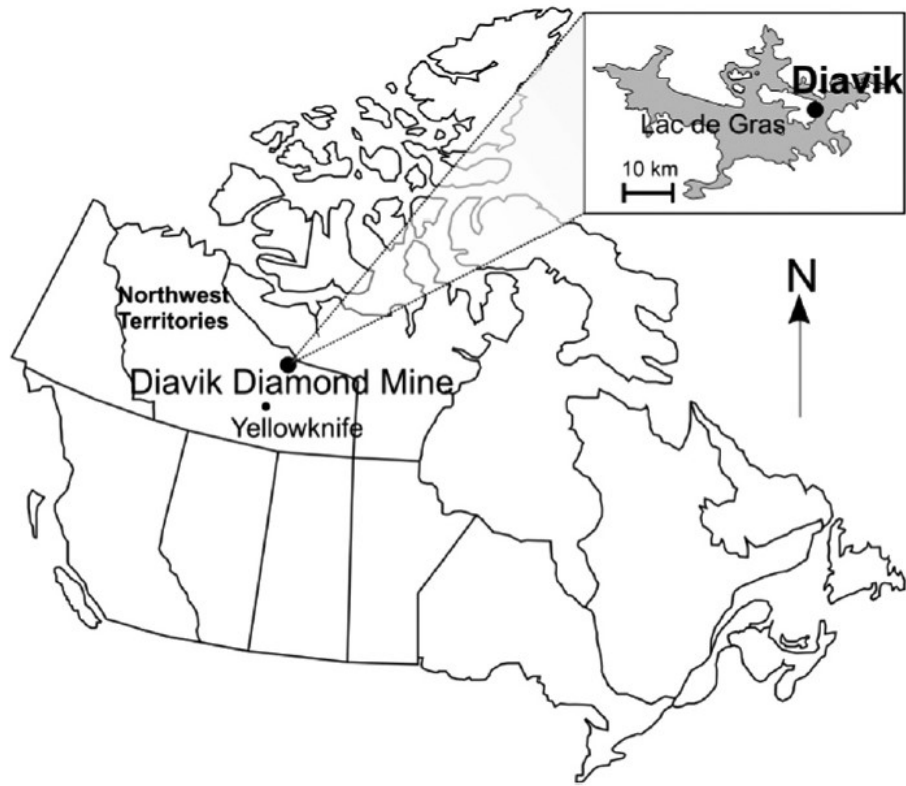 Diavik
Lac de Gras
10 km
N
Northwest
Territories
Diavik Diamond Mine
Yellowknife